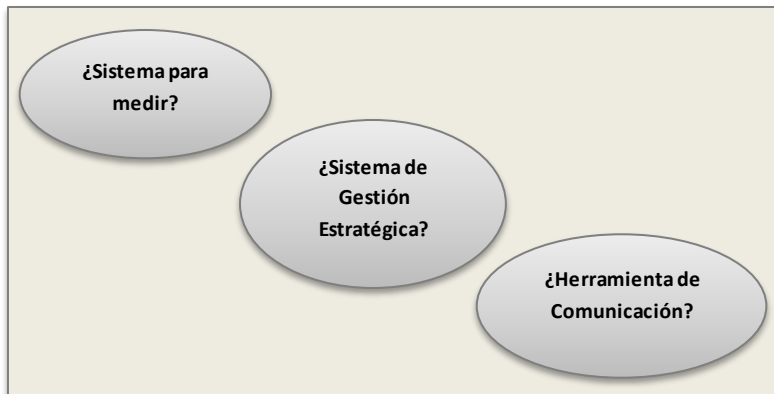 ¿Sistema para
medir?
¿Sistema de
Gestión
Estratégica?
¿Herramienta de
Comunicación?